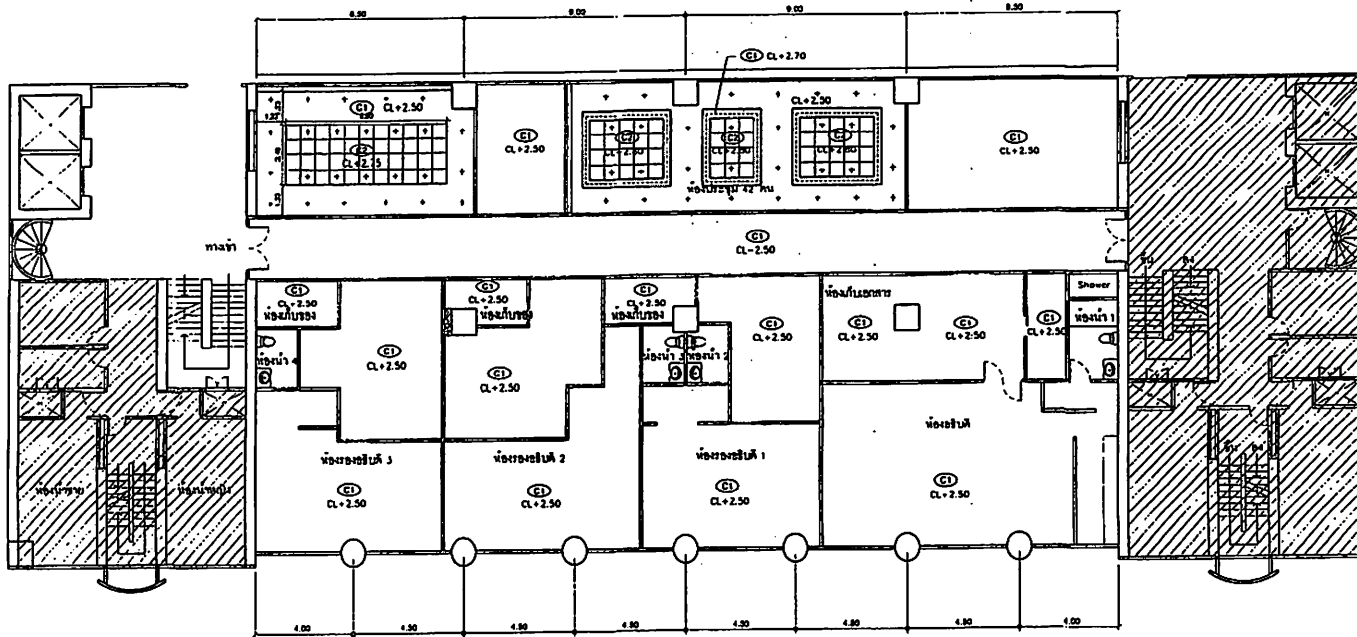 8.50 9.00 9.00 8.50
C1 CL+2.70
C1 CL+2.50
CL+2.50
CL+2.75
C1 CL+2.50
C2
C1 CL+2.50
ห้องประชุม 42 คน
ทางเข้า
C1
CL-2.50
C1 CL+2.50 ห้องเก็บของ
C1 CL+2.50 ห้องเก็บของ
C1 CL+2.50 ห้องเก็บของ
ห้องเก็บเอกสาร
Shower
ห้องน้ำ 1
C1 CL+2.50
C1 CL+2.50
C1 CL+2.50
C1 CL+2.50
C1 CL+2.50
C1 CL+2.50
ห้องน้ำ 4
ห้องน้ำ 3 ห้องน้ำ 2
ขึ้น ลง
ห้องรองอธิบดี 3
ห้องรองอธิบดี 2
ห้องรองอธิบดี 1
ห้องอธิบดี
C1 CL+2.50
C1 CL+2.50
C1 CL+2.50
C1 CL+2.50
ห้องน้ำชาย
ห้องน้ำหญิง
ขึ้น ลง
4.00 4.50 4.50 4.50 4.50 4.50 4.50 4.00